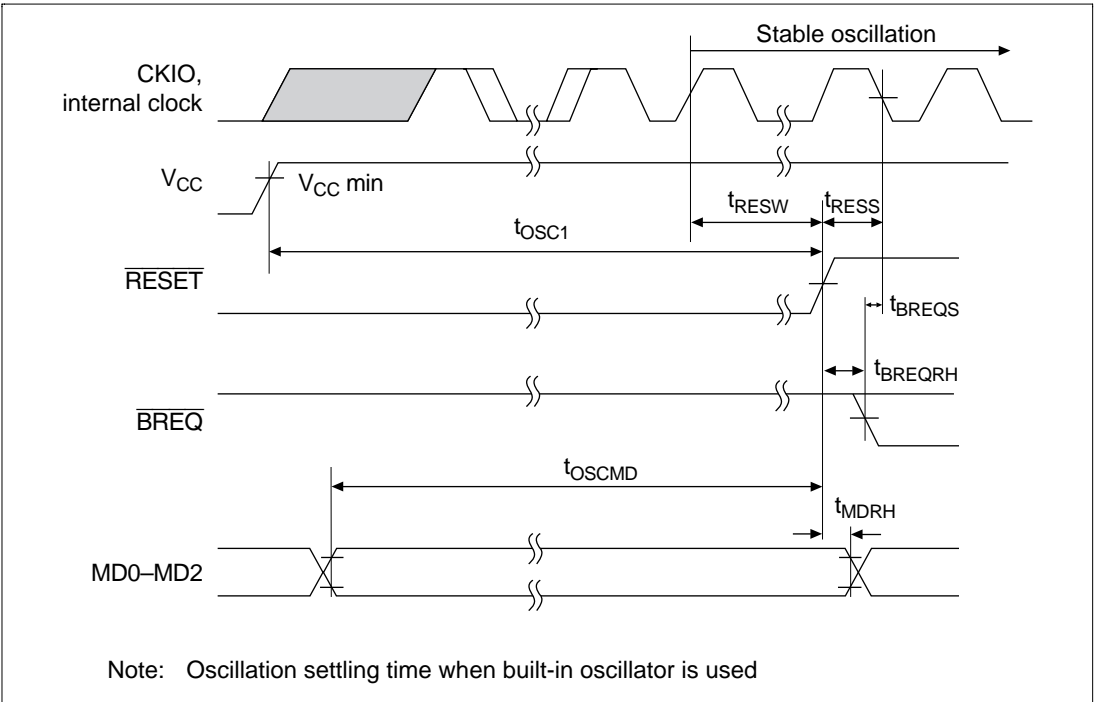 Stable oscillation
CKIO,
internal clock
VCC
VCC min
tRESW
tRESS
tOSC1
RESET
tBREQS
tBREQRH
BREQ
tOSCMD
tMDRH
MD0–MD2
Note: Oscillation settling time when built-in oscillator is used